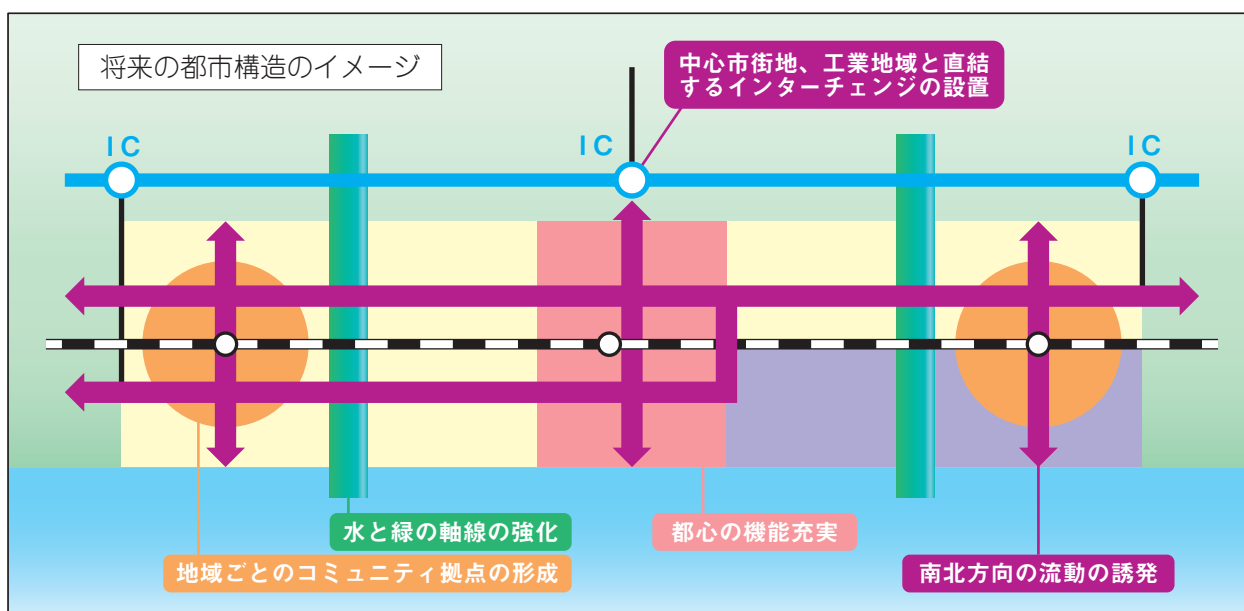 将来の都市構造のイメージ
中心市街地、工業地域と直結
するインターチェンジの設置
IC
IC
IC
水と緑の軸線の強化
都心の機能充実
地域ごとのコミュニティ拠点の形成
南北方向の流動の誘発